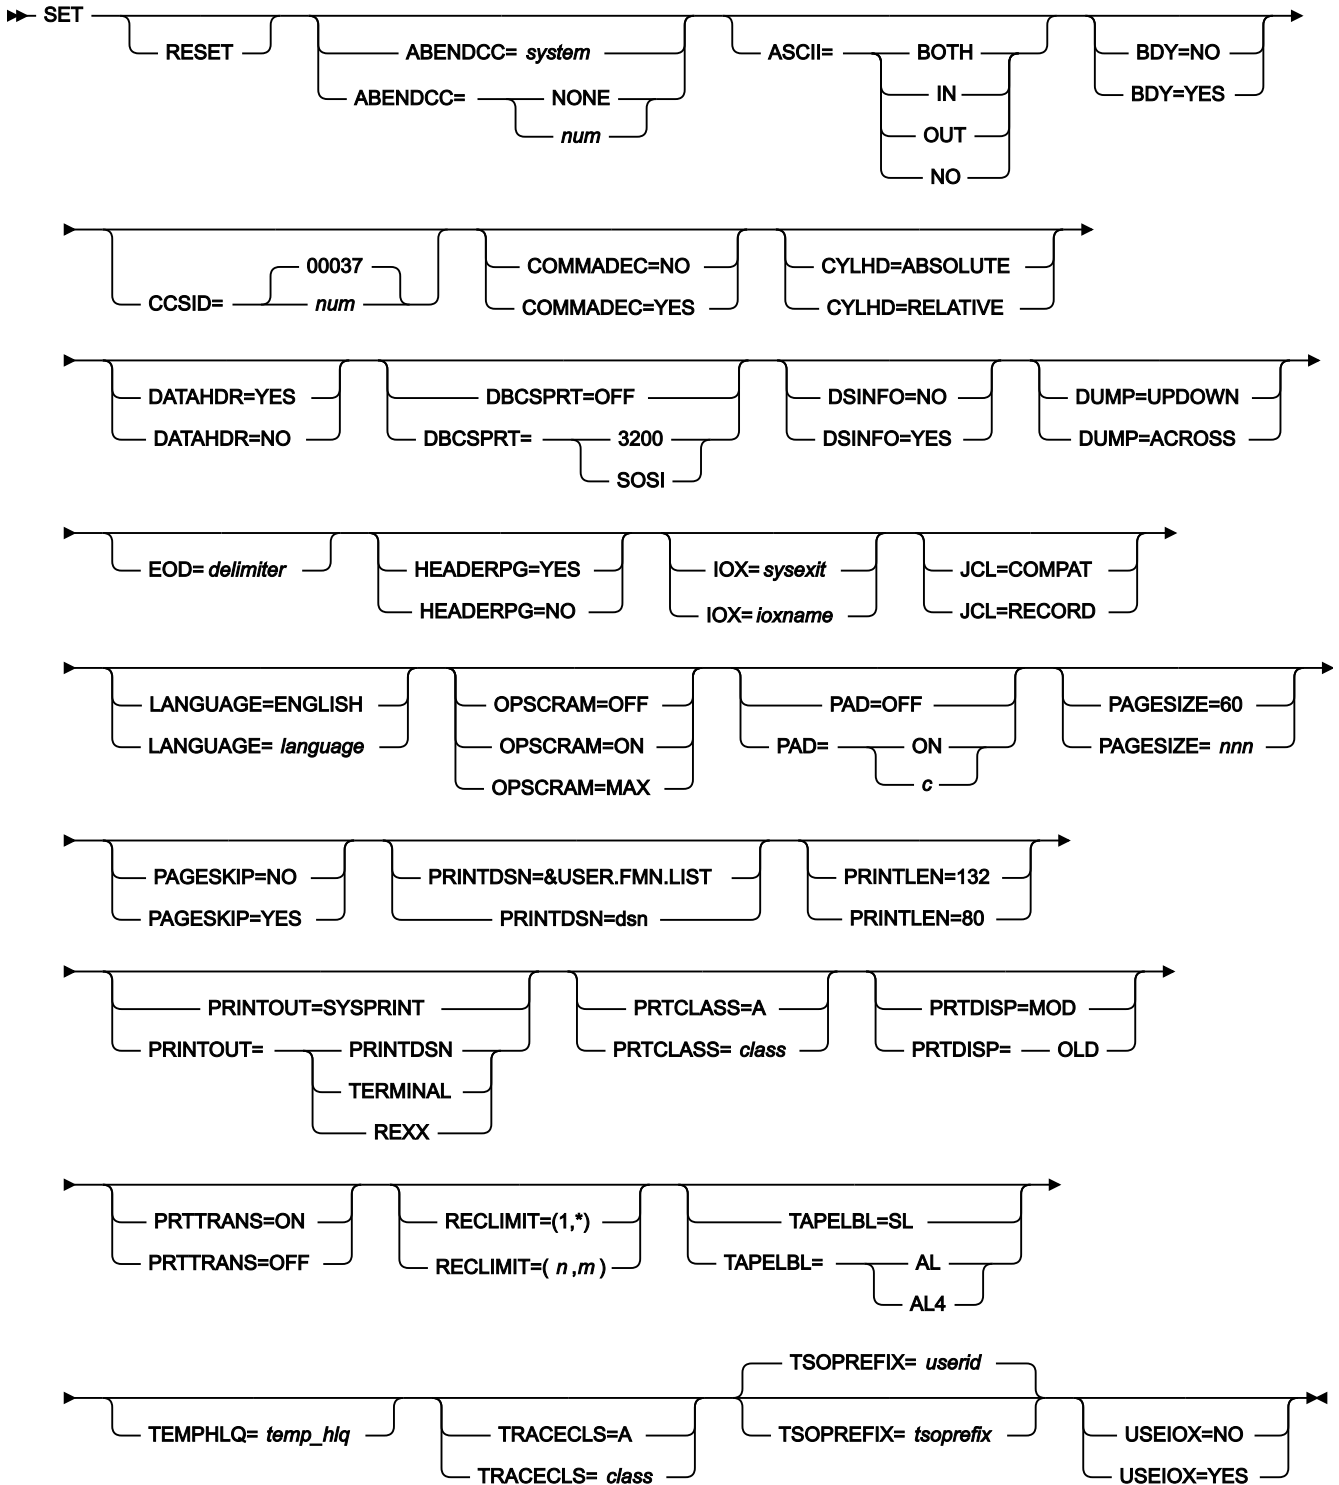 SET
RESET ABENDCC= system ASCII= BOTH BDY=NO
ABENDCC= NONE IN BDY=YES
num OUT
NO
00037 COMMADEC=NO CYLHD=ABSOLUTE
CCSID= num COMMADEC=YES CYLHD=RELATIVE
DATAHDR=YES DBCSPRT=OFF DSINFO=NO DUMP=UPDOWN
DATAHDR=NO DBCSPRT= 3200 DSINFO=YES DUMP=ACROSS
SOSI
EOD= delimiter HEADERPG=YES IOX= sysexit JCL=COMPAT
HEADERPG=NO IOX= ioxname JCL=RECORD
LANGUAGE=ENGLISH OPSCRAM=OFF PAD=OFF PAGESIZE=60
LANGUAGE= language OPSCRAM=ON PAD= ON PAGESIZE= nnn
OPSCRAM=MAX c
PAGESKIP=NO PRINTDSN=&USER.FMN.LIST PRINTLEN=132
PAGESKIP=YES PRINTDSN=dsn PRINTLEN=80
PRINTOUT=SYSPRINT PRTCLASS=A PRTDISP=MOD
PRINTOUT= PRINTDSN PRTCLASS= class PRTDISP= OLD
TERMINAL
REXX
PRTTRANS=ON RECLIMIT=(1,*) TAPELBL=SL
PRTTRANS=OFF RECLIMIT=( n ,m ) TAPELBL= AL
AL4
TSOPREFIX= userid
TEMPHLQ= temp_hlq TRACECLS=A TSOPREFIX= tsoprefix USEIOX=NO
TRACECLS= class USEIOX=YES